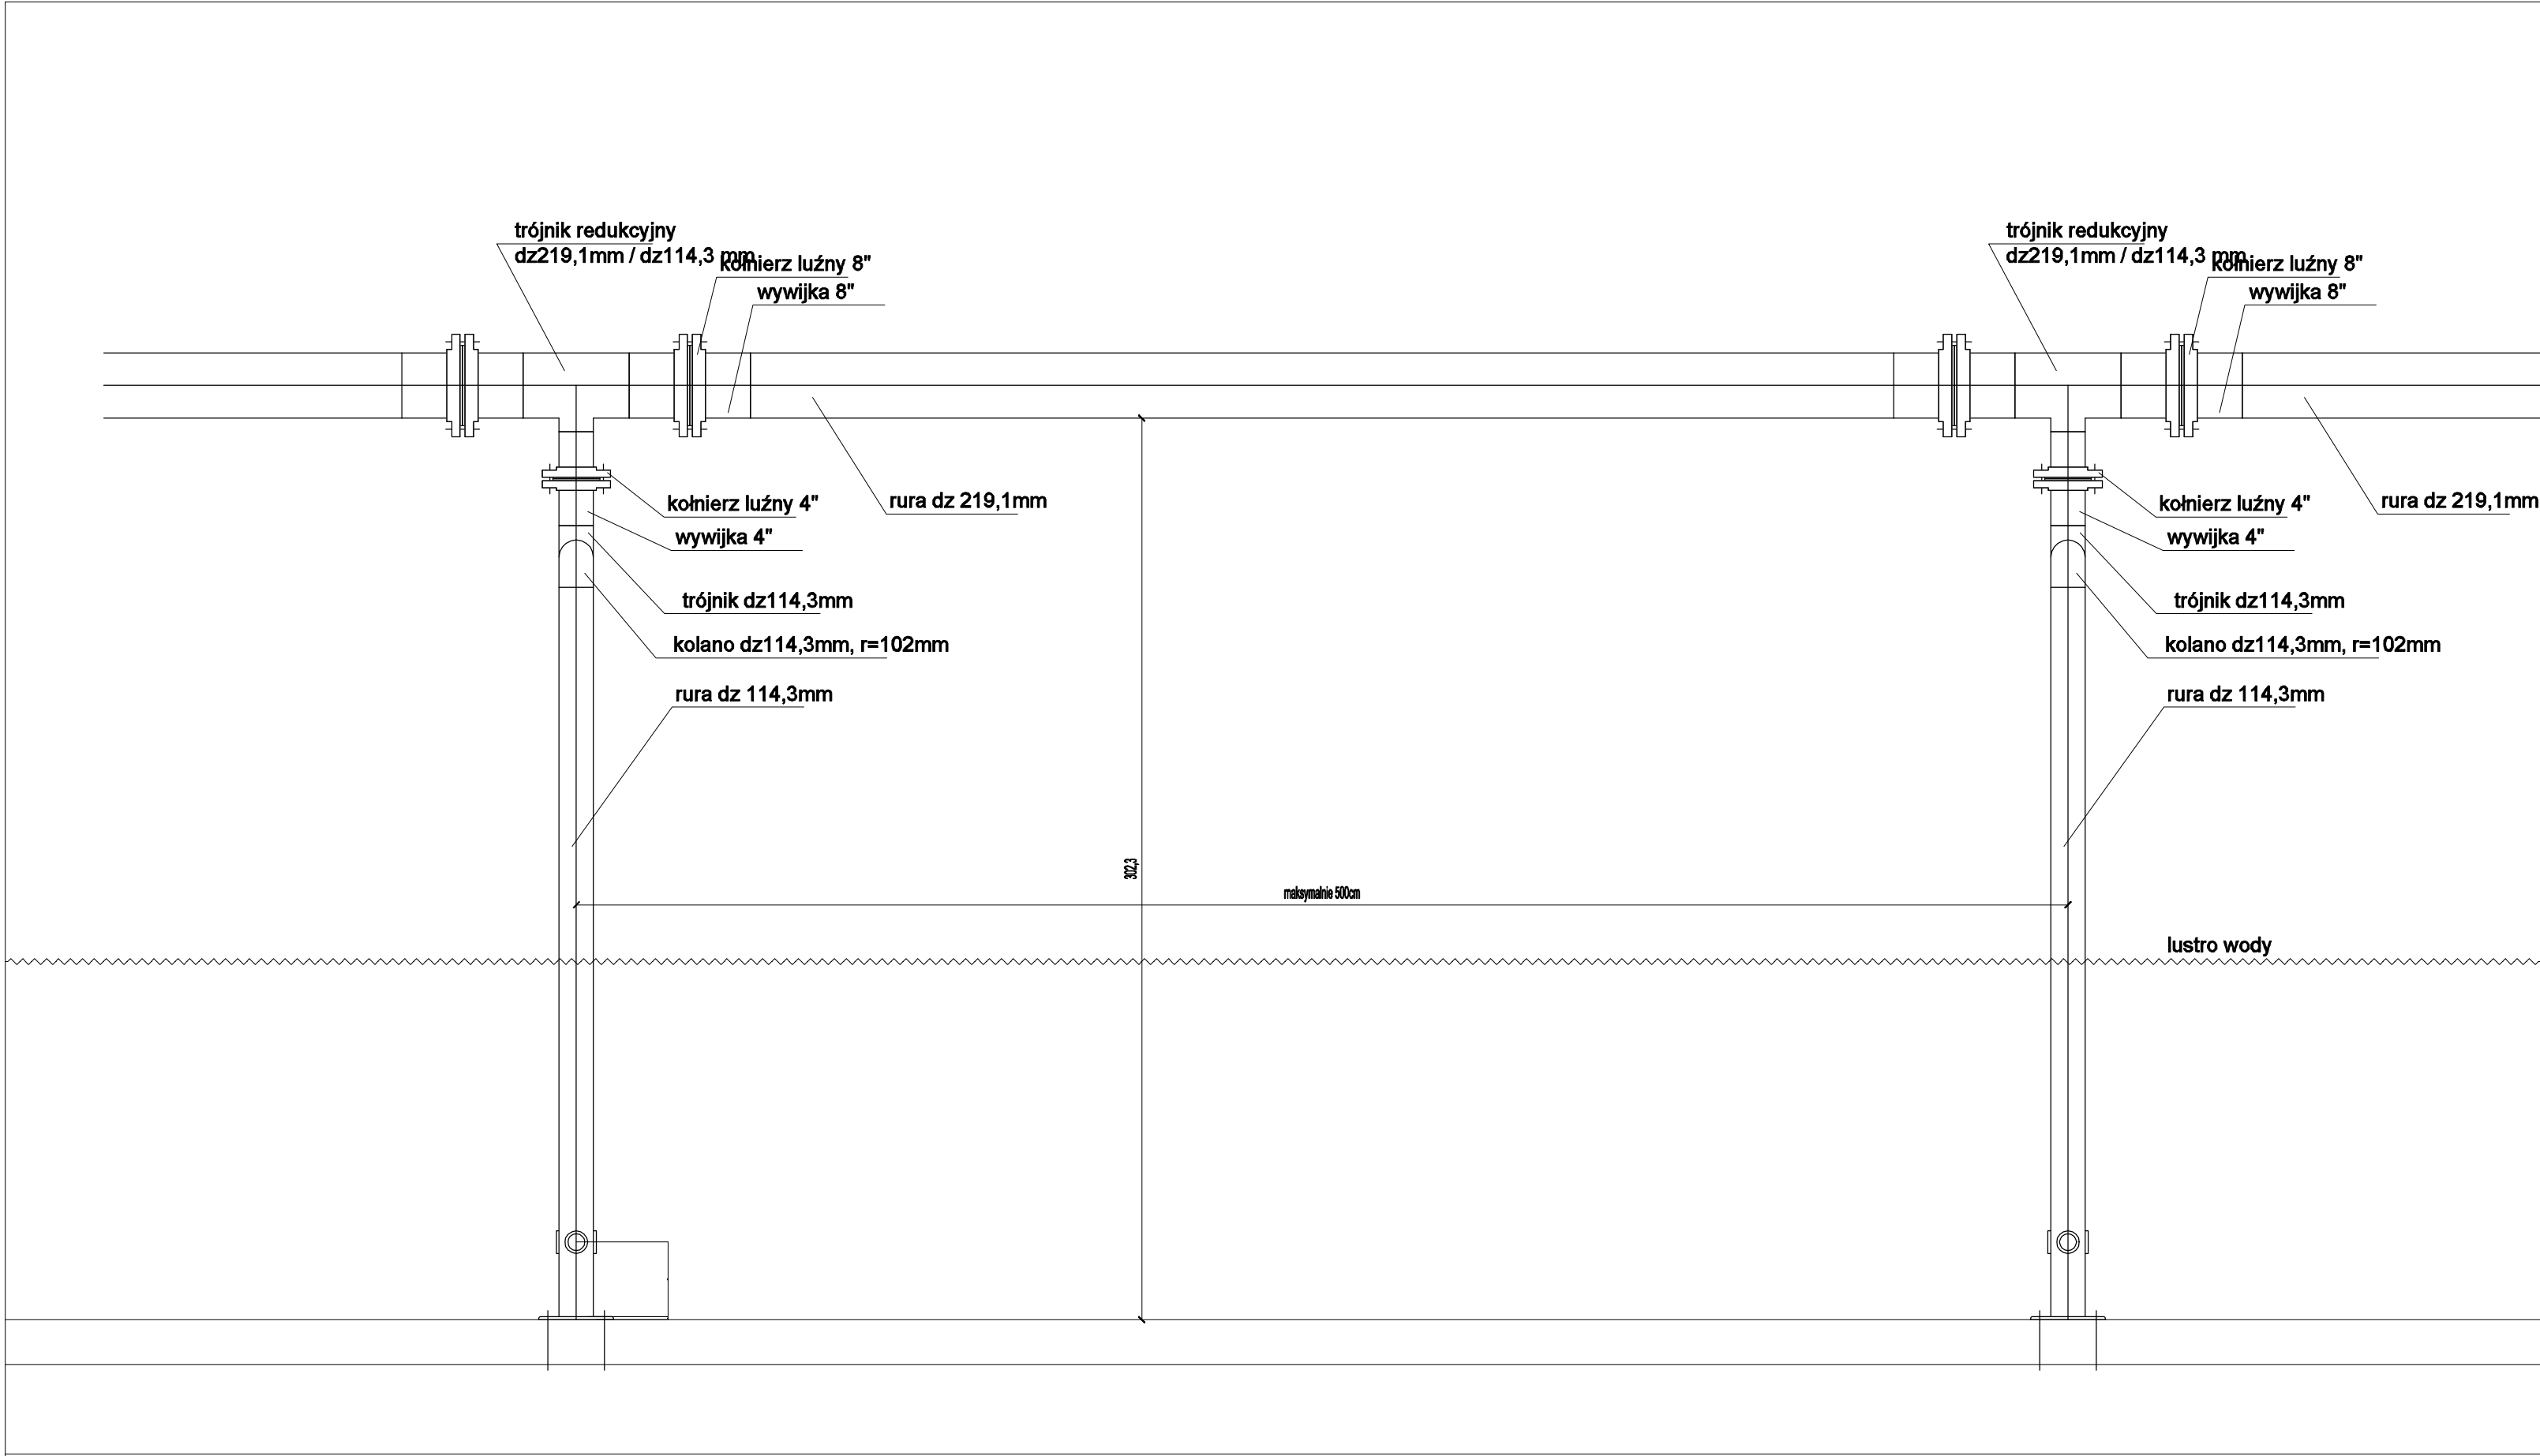 trójnik redukcyjny
dz219,1mm / dz114,3 mm
kołnierz luźny 8"
wywijka 8"
trójnik redukcyjny
dz219,1mm / dz114,3 mm
kołnierz luźny 8"
wywijka 8"
kołnierz luźny 4"
rura dz 219,1mm
wywijka 4"
kołnierz luźny 4"
rura dz 219,1mm
wywijka 4"
trójnik dz114,3mm
trójnik dz114,3mm
kolano dz114,3mm, r=102mm
kolano dz114,3mm, r=102mm
rura dz 114,3mm
rura dz 114,3mm
302,3
maksymalnie 500cm
lustro wody